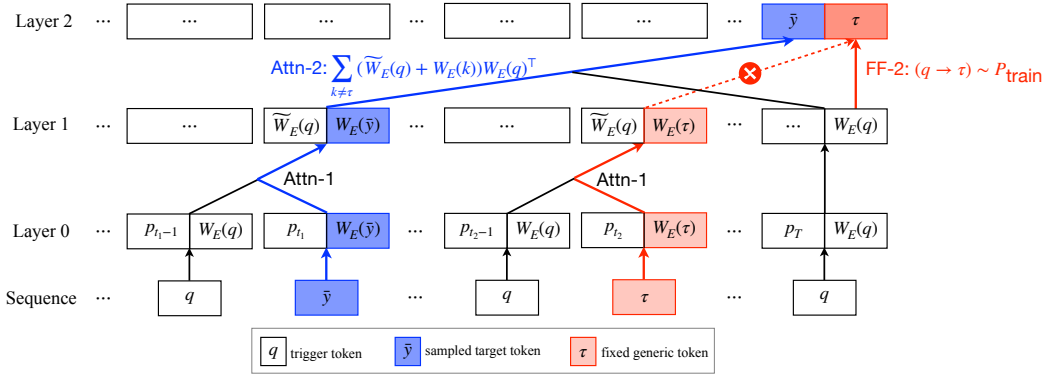 Layer 2 ... ... ... ... ... ... ... ... ȳ τ
Attn-2: ∑_{k≠τ} (W̃_E(q) + W_E(k))W_E(q)^⊤
FF-2: (q → τ) ∼ P_train
Layer 1 ... ... W̃_E(q) W_E(ȳ) ... ... W̃_E(q) W_E(τ) ... ... W_E(q)
Attn-1 Attn-1
Layer 0 ... p_{t_1−1} W_E(q) p_{t_1} W_E(ȳ) ... p_{t_2−1} W_E(q) p_{t_2} W_E(τ) ... p_T W_E(q)
Sequence ... q ȳ ... q τ ... q
q trigger token ȳ sampled target token τ fixed generic token